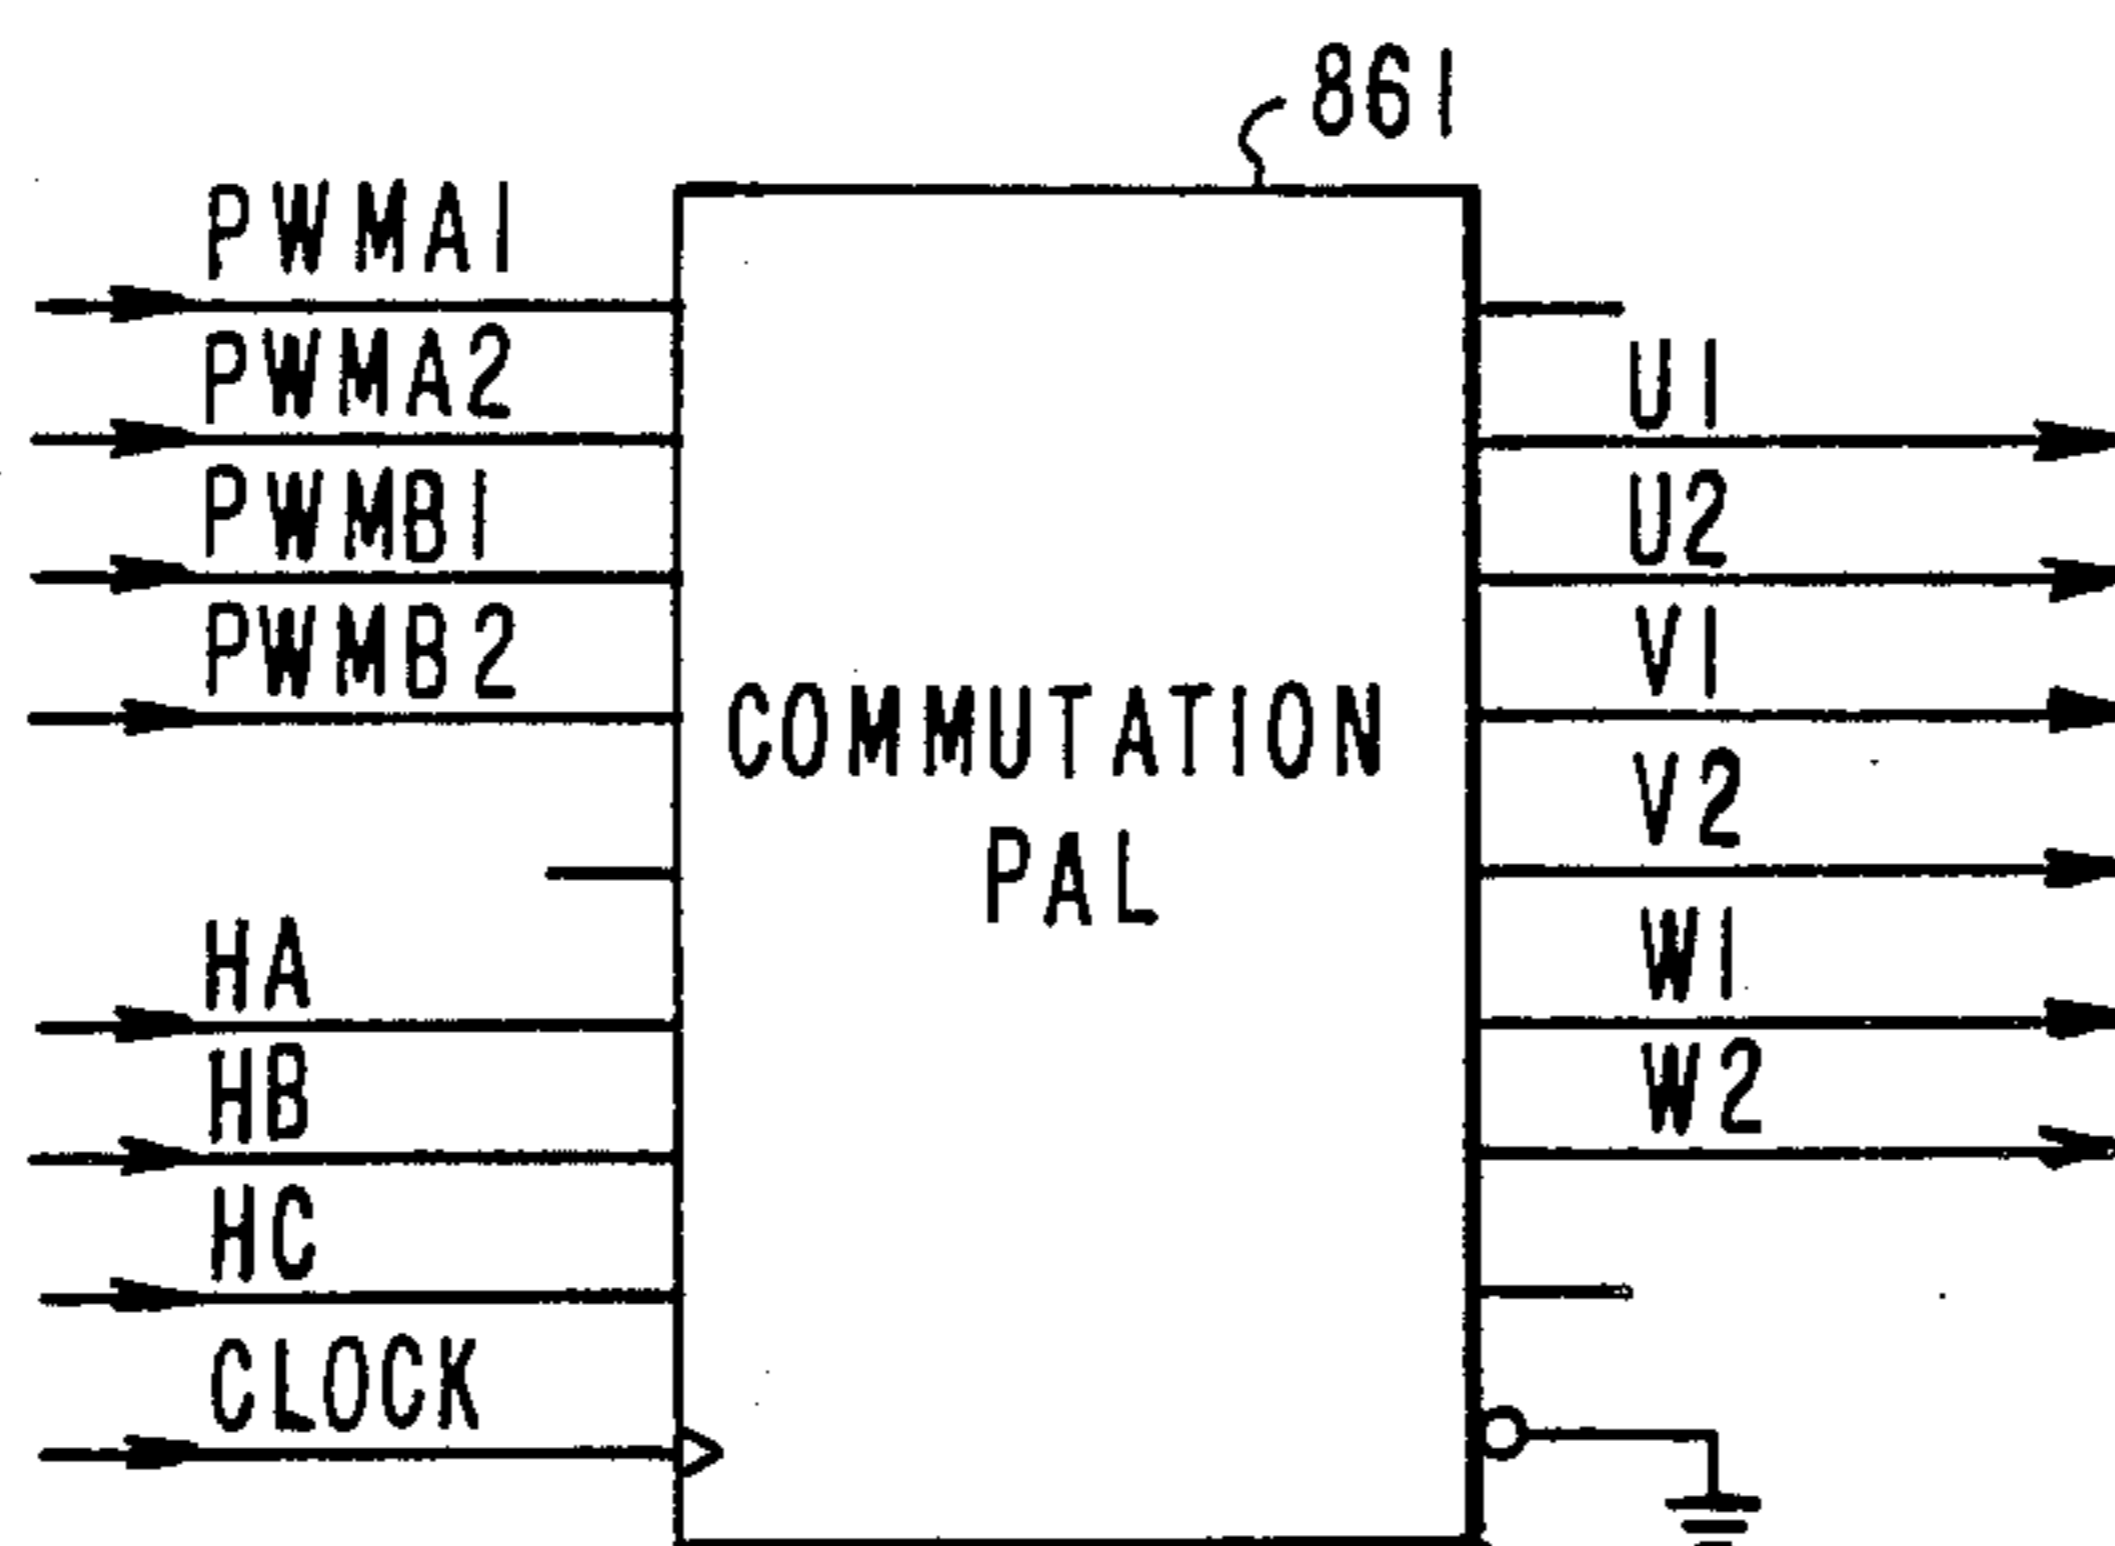 861
PWMA1
PWMA2
PWMB1
PWMB2
HA
HB
HC
CLOCK
COMMUTATION
PAL
U1
U2
V1
V2
W1
W2